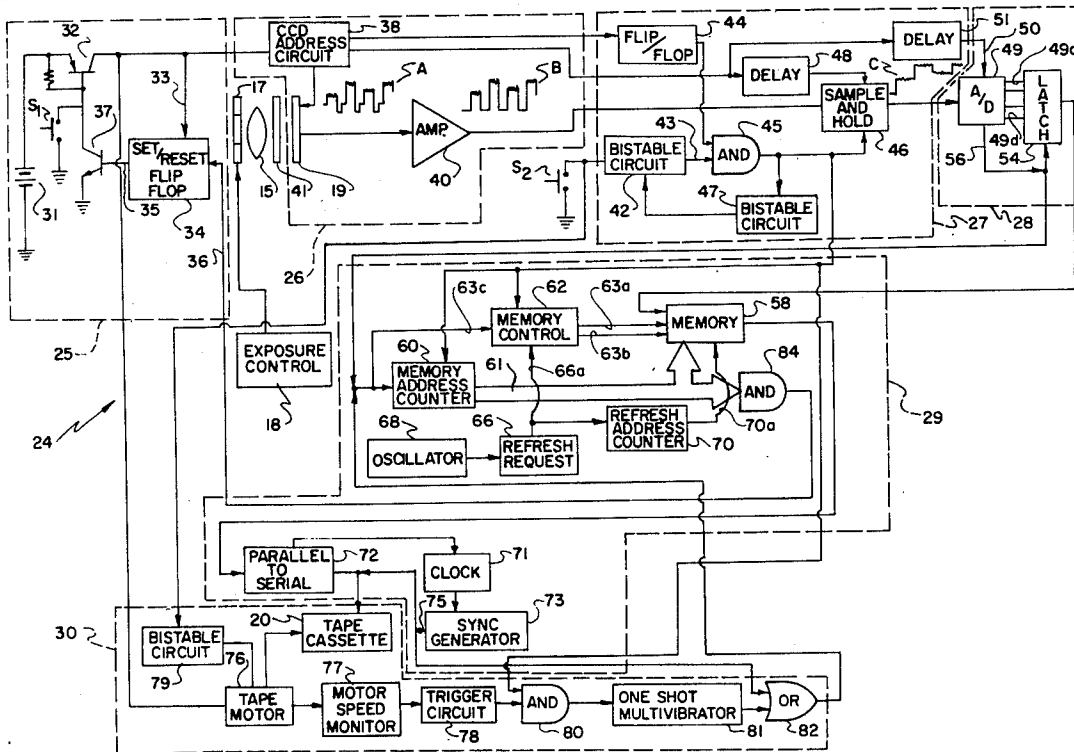 32
CCD
ADDRESS
CIRCUIT
38
44
FLIP/
FLOP
51
50
DELAY
49
49a
S1
33
37
17
A
B
DELAY
48
C
A/D
LATCH
SAMPLE
AND
HOLD
46
49d
54
56
SET/
RESET
FLIP
FLOP
34
31
35
36
15
41
19
AMP.
40
S2
BISTABLE
CIRCUIT
42
43
AND
45
47
BISTABLE
CIRCUIT
27
28
26
25
EXPOSURE
CONTROL
18
24
63c
62
63a
58
MEMORY
CONTROL
63b
MEMORY
60
MEMORY
ADDRESS
COUNTER
61
66a
84
AND
29
68
OSCILLATOR
66
REFRESH
REQUEST
REFRESH
ADDRESS
COUNTER
70
70a
PARALLEL
TO
SERIAL
72
CLOCK
71
20
TAPE
CASSETTE
75
SYNC
GENERATOR
73
30
BISTABLE
CIRCUIT
79
76
TAPE
MOTOR
77
MOTOR
SPEED
MONITOR
TRIGGER
CIRCUIT
78
AND
80
ONE SHOT
MULTIVIBRATOR
81
OR
82